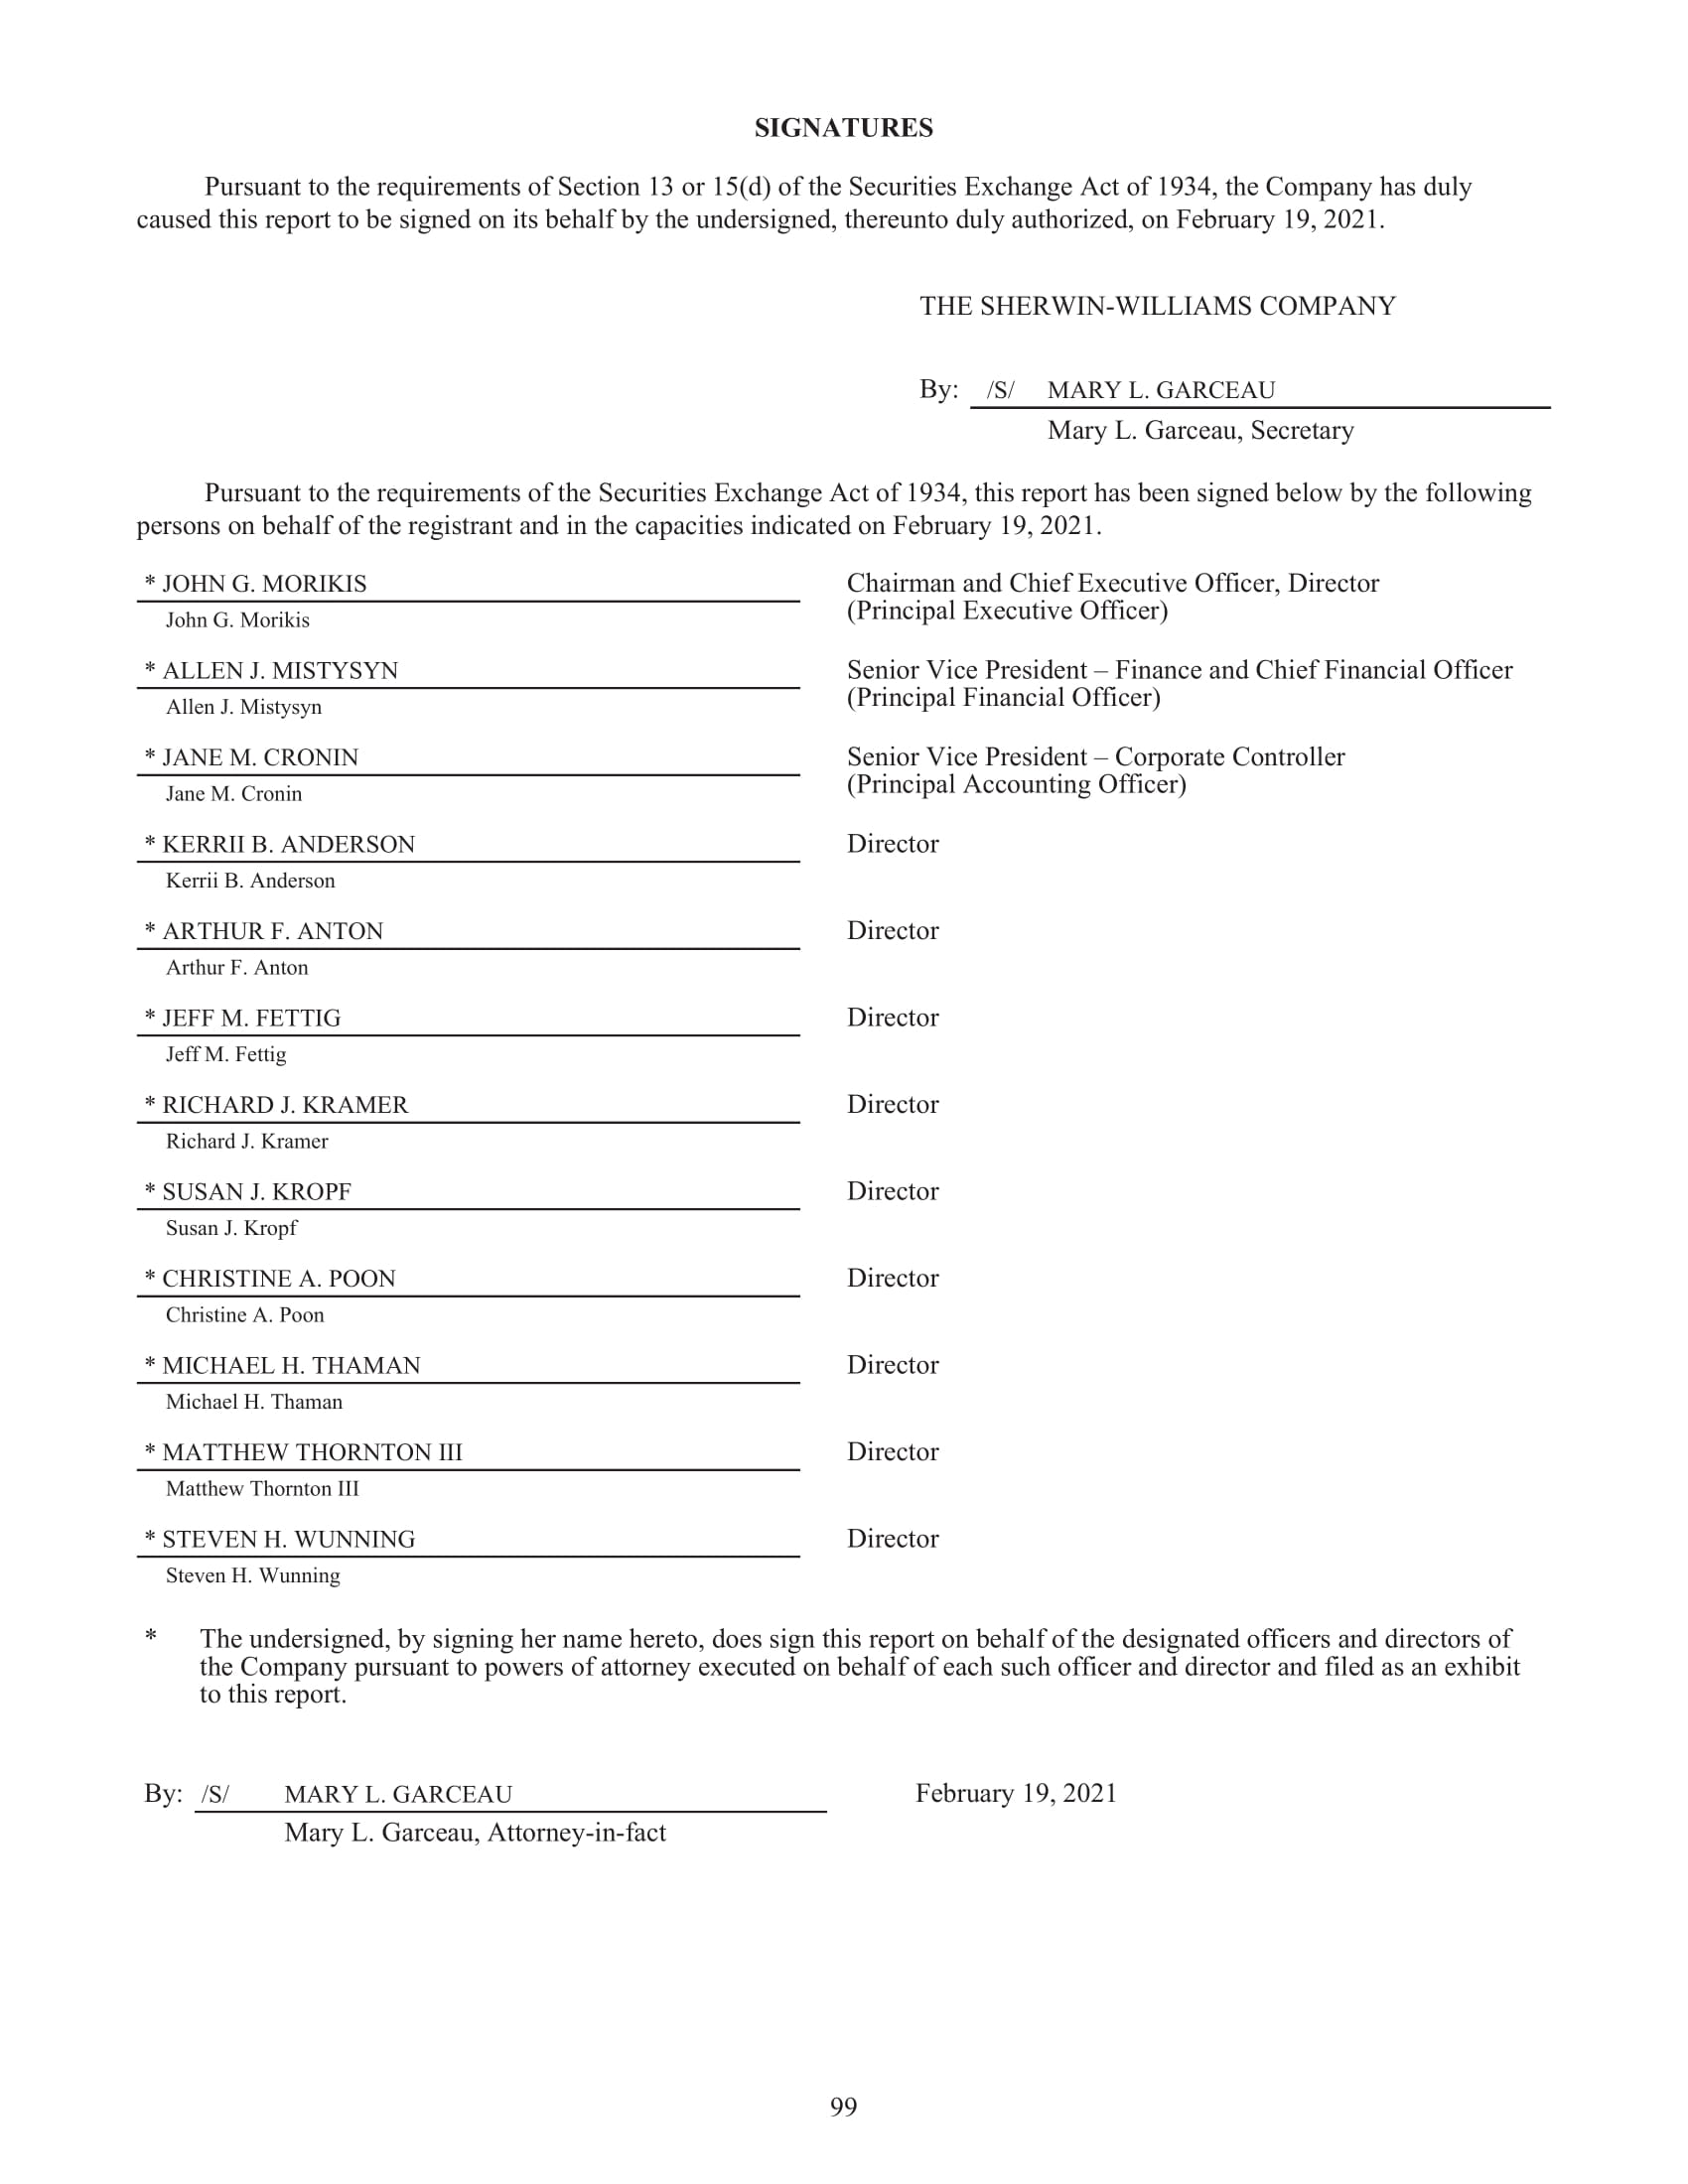 SIGNATURES
Pursuant to the requirements of Section 13 or 15(d) of the Securities Exchange Act of 1934, the Company has duly
caused this report to be signed on its behalf by the undersigned, thereunto duly authorized, on February 19, 2021.
THE SHERWIN-WILLIAMS COMPANY
By: /S/ MARY L. GARCEAU
Mary L. Garceau, Secretary
Pursuant to the requirements of the Securities Exchange Act of 1934, this report has been signed below by the following
persons on behalf of the registrant and in the capacities indicated on February 19, 2021.
* JOHN G. MORIKIS
John G. Morikis
Chairman and Chief Executive Officer, Director
(Principal Executive Officer)
* ALLEN J. MISTYSYN
Allen J. Mistysyn
Senior Vice President – Finance and Chief Financial Officer
(Principal Financial Officer)
* JANE M. CRONIN
Jane M. Cronin
Senior Vice President – Corporate Controller
(Principal Accounting Officer)
* KERRII B. ANDERSON
Kerrii B. Anderson
Director
* ARTHUR F. ANTON
Arthur F. Anton
Director
* JEFF M. FETTIG
Jeff M. Fettig
Director
* RICHARD J. KRAMER
Richard J. Kramer
Director
* SUSAN J. KROPF
Susan J. Kropf
Director
* CHRISTINE A. POON
Christine A. Poon
Director
* MICHAEL H. THAMAN
Michael H. Thaman
Director
* MATTHEW THORNTON III
Matthew Thornton III
Director
* STEVEN H. WUNNING
Steven H. Wunning
Director
* The undersigned, by signing her name hereto, does sign this report on behalf of the designated officers and directors of
the Company pursuant to powers of attorney executed on behalf of each such officer and director and filed as an exhibit
to this report.
By: /S/ MARY L. GARCEAU
Mary L. Garceau, Attorney-in-fact
February 19, 2021
99